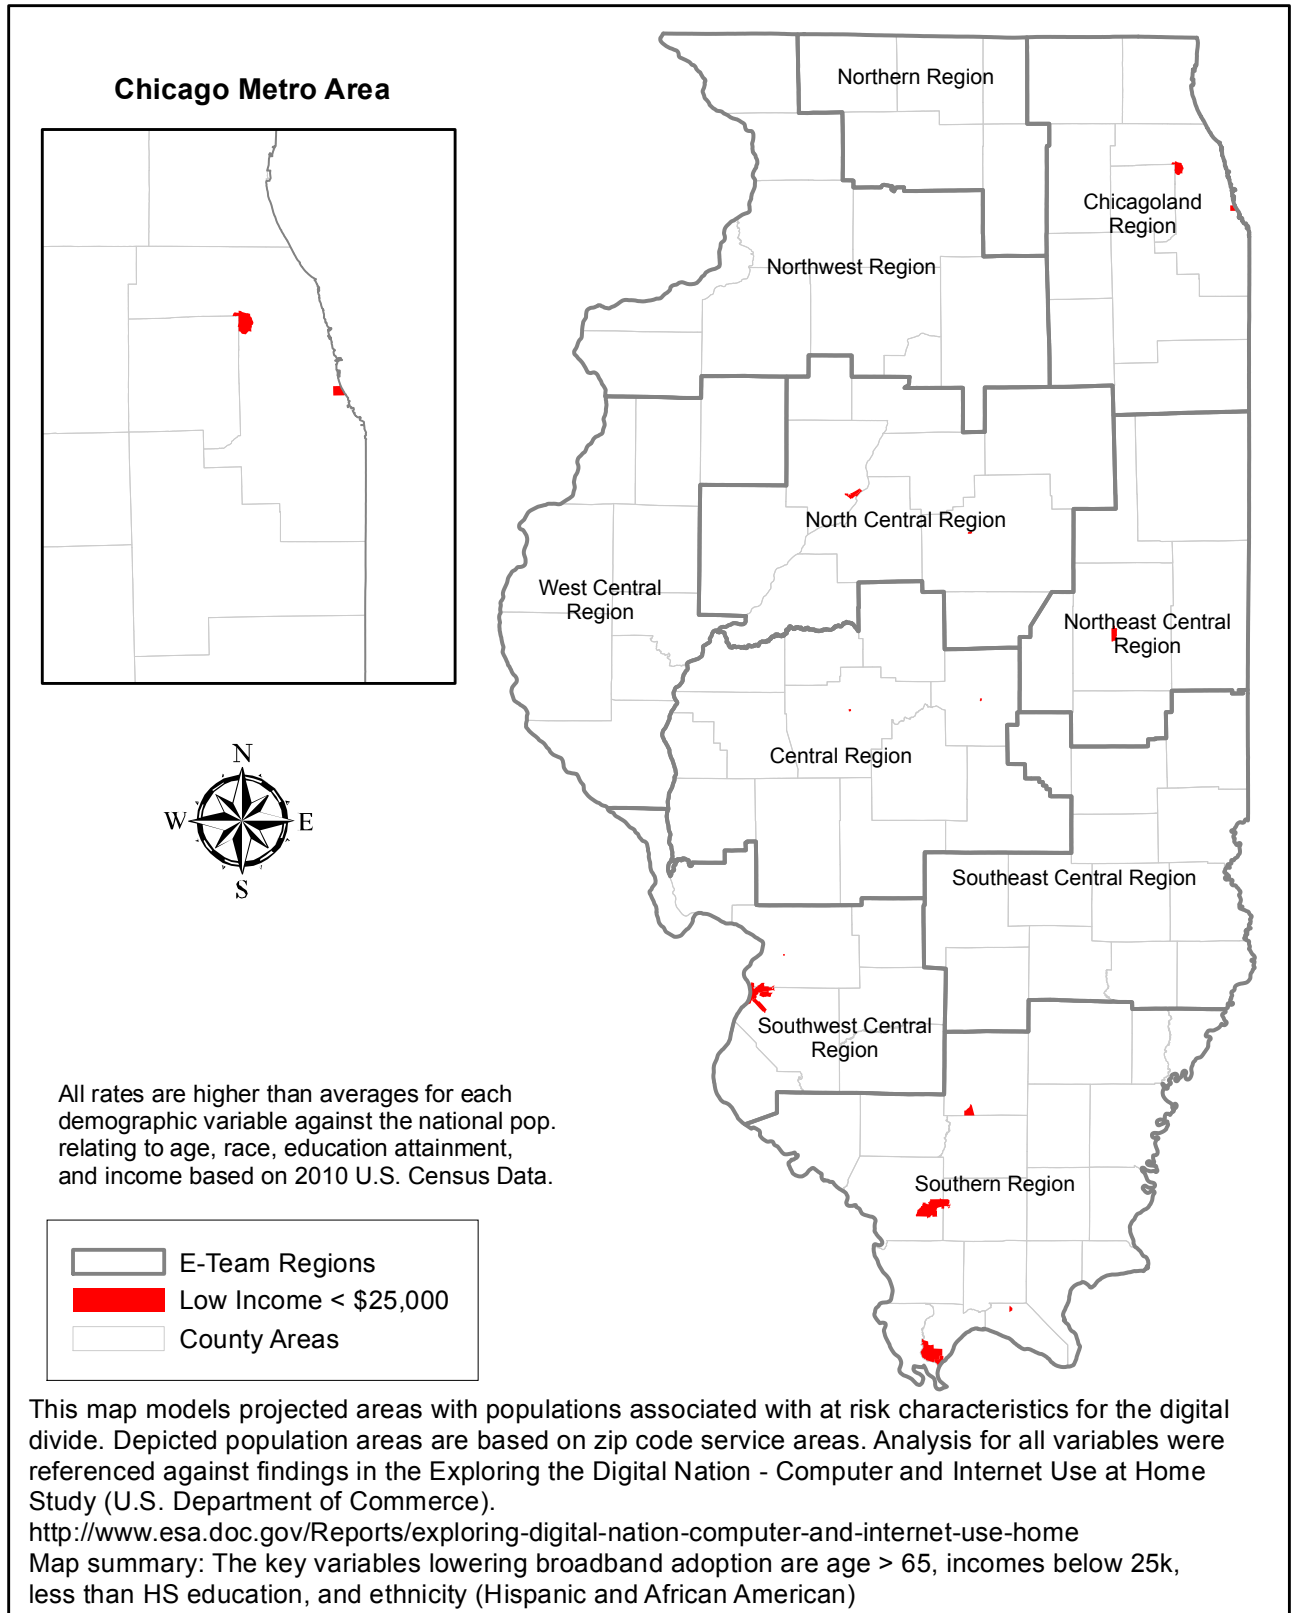 Chicago Metro Area
Northern Region
Chicagoland
Region
Northwest Region
North Central Region
West Central
Region
Northeast Central
Region
Central Region
N
W
E
S
Southeast Central Region
Southwest Central
Region
Southern Region
All rates are higher than averages for each
demographic variable against the national pop.
relating to age, race, education attainment,
and income based on 2010 U.S. Census Data.
E-Team Regions
Low Income < $25,000
County Areas
This map models projected areas with populations associated with at risk characteristics for the digital
divide. Depicted population areas are based on zip code service areas. Analysis for all variables were
referenced against findings in the Exploring the Digital Nation - Computer and Internet Use at Home
Study (U.S. Department of Commerce).
http://www.esa.doc.gov/Reports/exploring-digital-nation-computer-and-internet-use-home
Map summary: The key variables lowering broadband adoption are age > 65, incomes below 25k,
less than HS education, and ethnicity (Hispanic and African American)